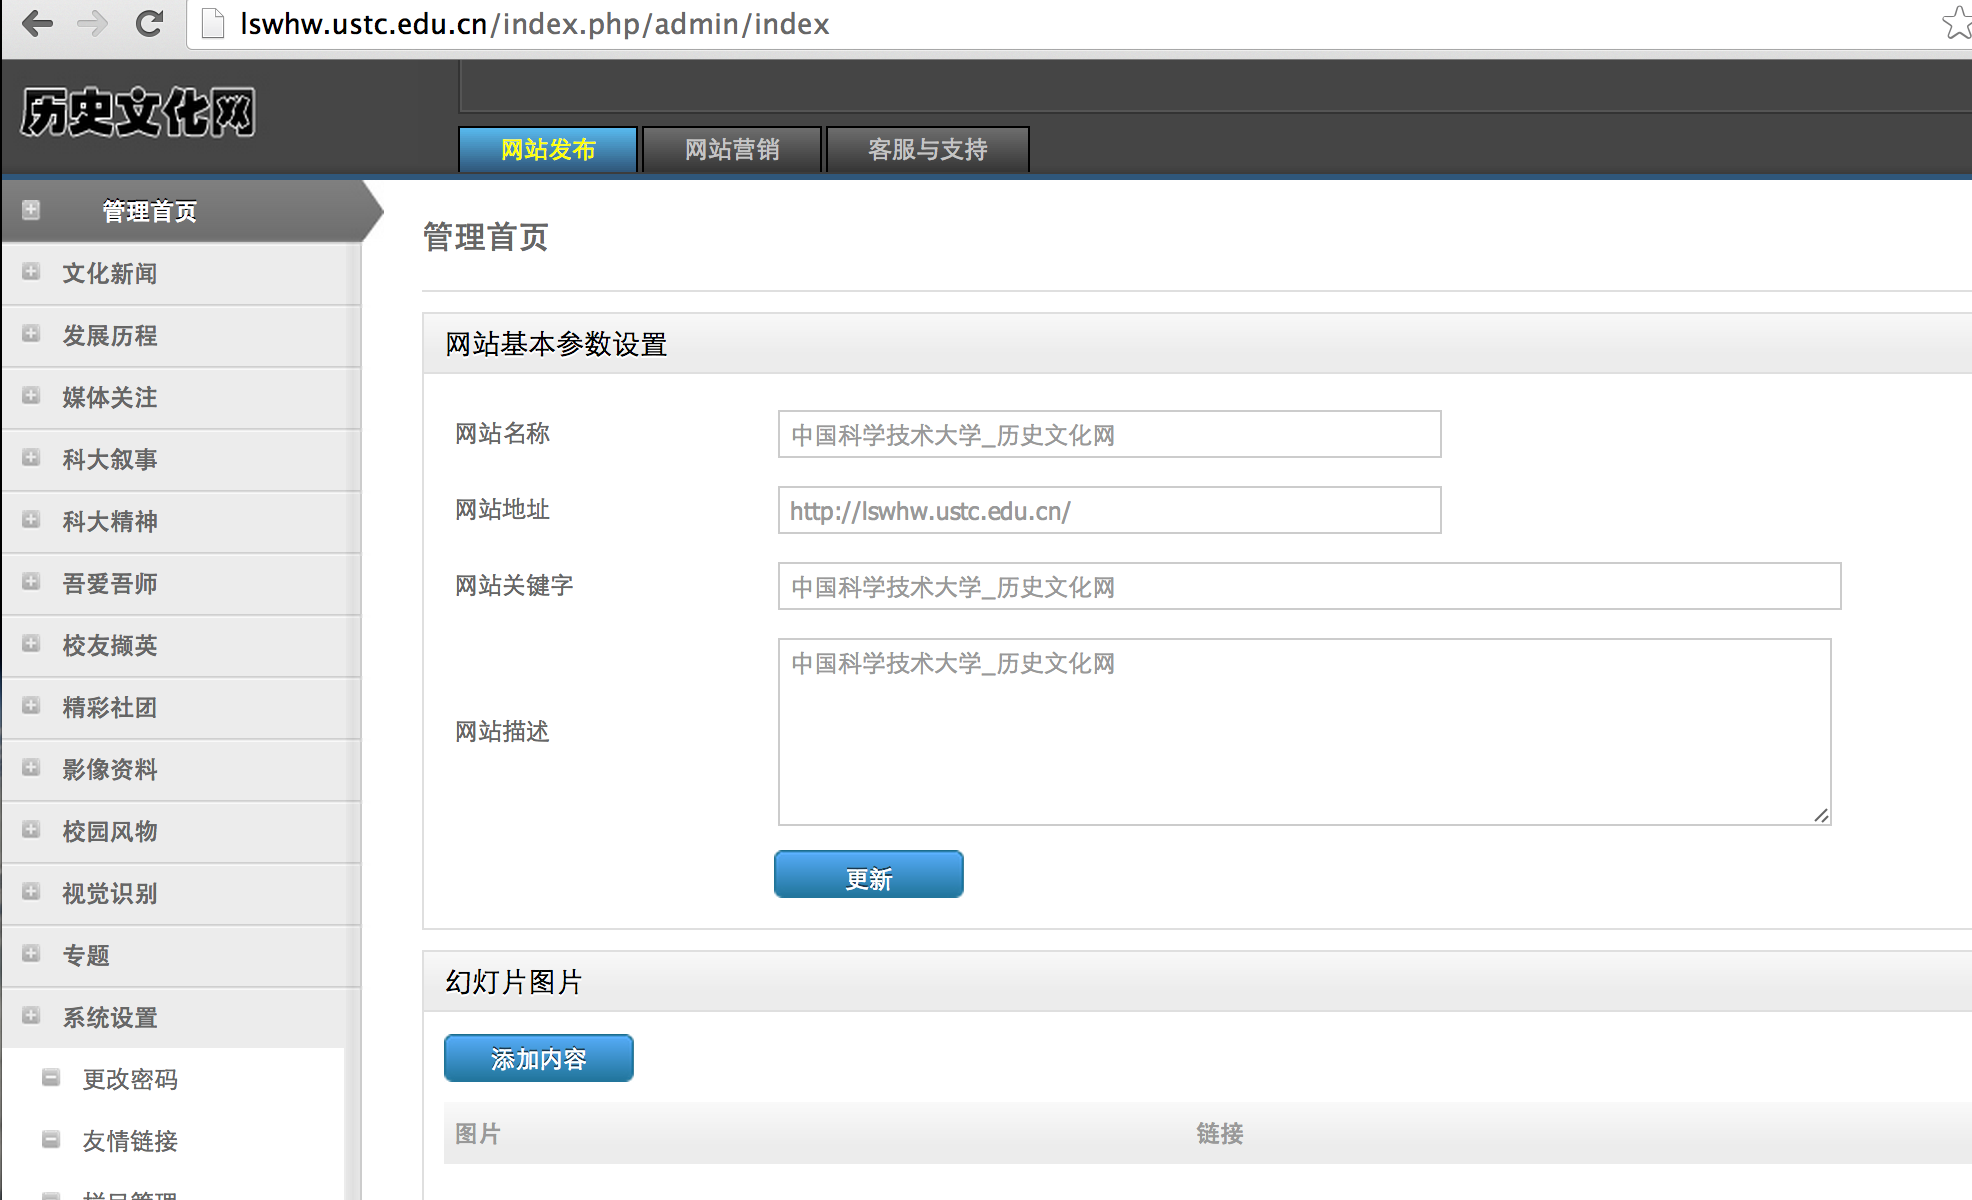 lswhw.ustc.edu.cn/index.php/admin/index
历史文化网
网站发布
网站营销
客服与支持
管理首页
文化新闻
发展历程
媒体关注
科大叙事
科大精神
吾爱吾师
校友撷英
精彩社团
影像资料
校园风物
视觉识别
专题
系统设置
更改密码
友情链接
栏目管理
管理首页
网站基本参数设置
网站名称
中国科学技术大学_历史文化网
网站地址
http://lswhw.ustc.edu.cn/
网站关键字
中国科学技术大学_历史文化网
网站描述
中国科学技术大学_历史文化网
更新
幻灯片图片
添加内容
图片
链接